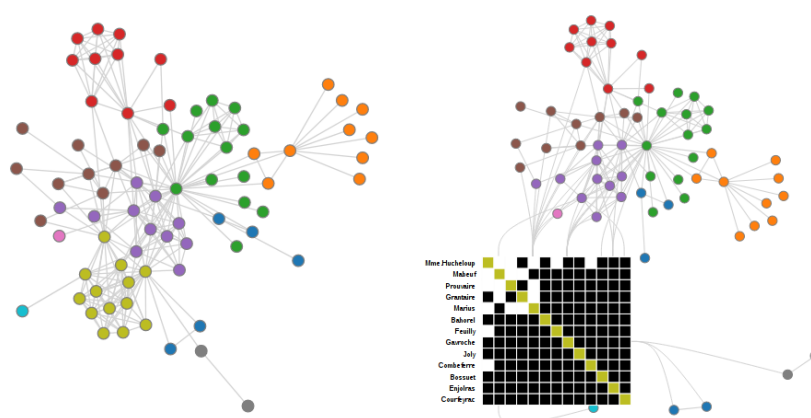 Mme.Hucheloup
Mabeuf
Prouvaire
Grantaire
Marius
Bahorel
Feuilly
Gavroche
Joly
Combeferre
Bossuet
Enjolras
Courfeyrac